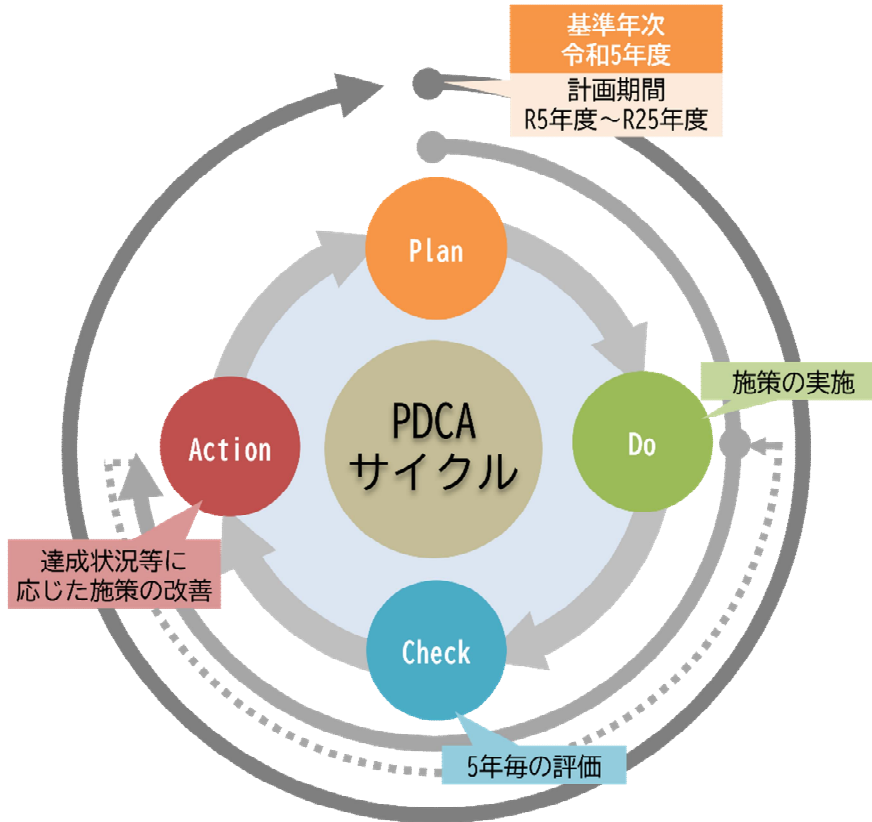 基準年次
令和5年度
計画期間
R5年度～R25年度
Plan
施策の実施
Do
PDCA
サイクル
Action
達成状況等に
応じた施策の改善
Check
5年毎の評価